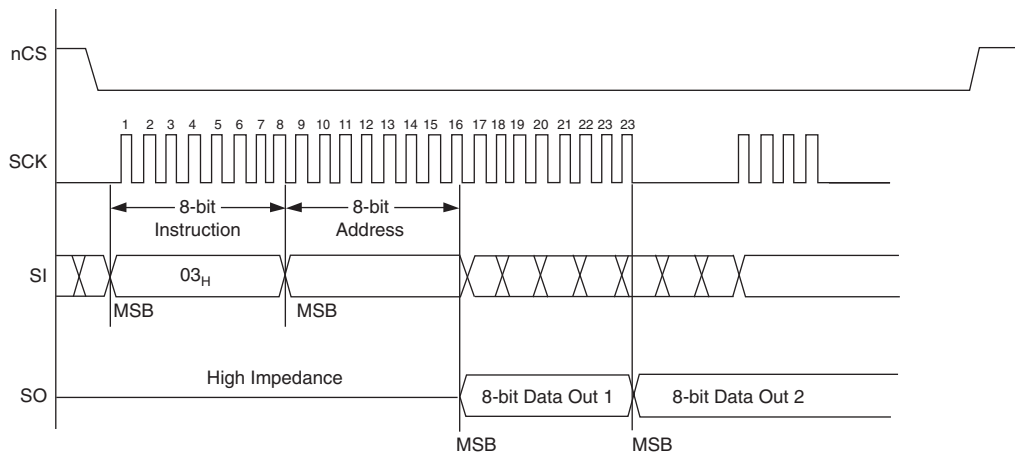 nCS
1 2 3 4 5 6 7 8 9 10 11 12 13 14 15 16 17 18 19 20 21 22 23 23
SCK
8-bit Instruction
8-bit Address
SI
03H
MSB
MSB
High Impedance
SO
8-bit Data Out 1
8-bit Data Out 2
MSB
MSB